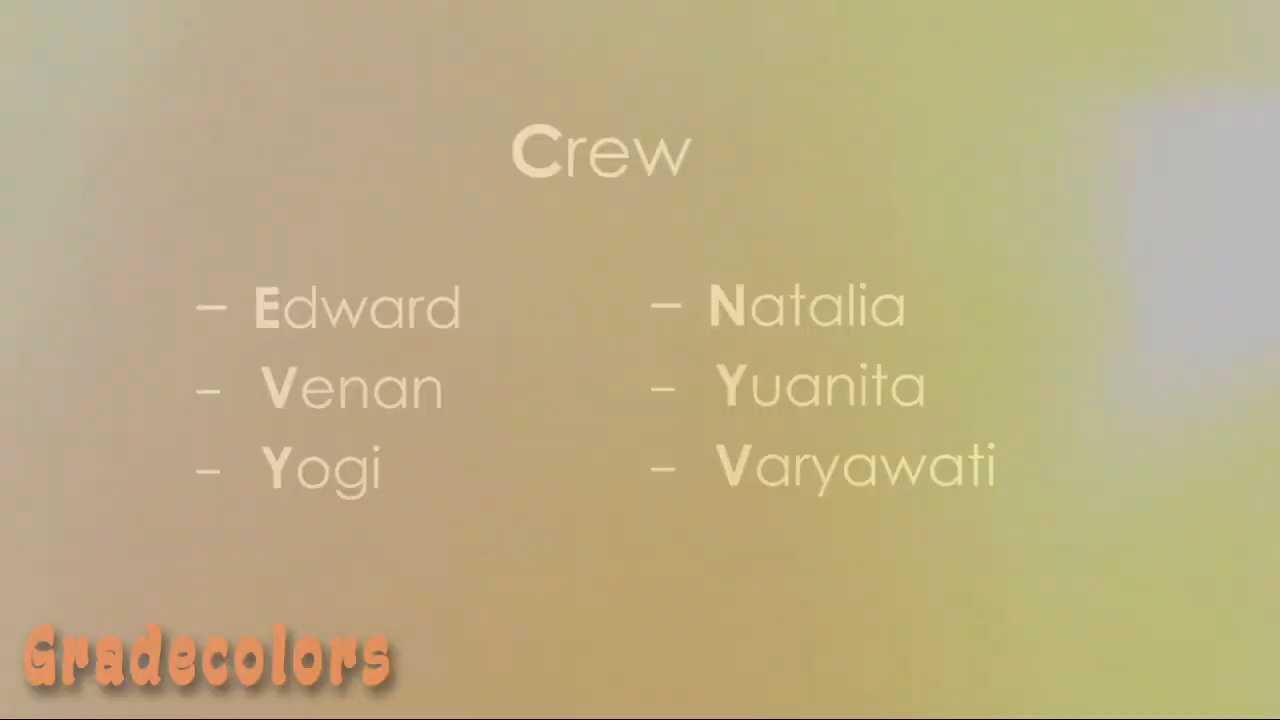 Crew
– Edward
– Venan
– Yogi
– Natalia
– Yuanita
– Varyawati
Gradecolors